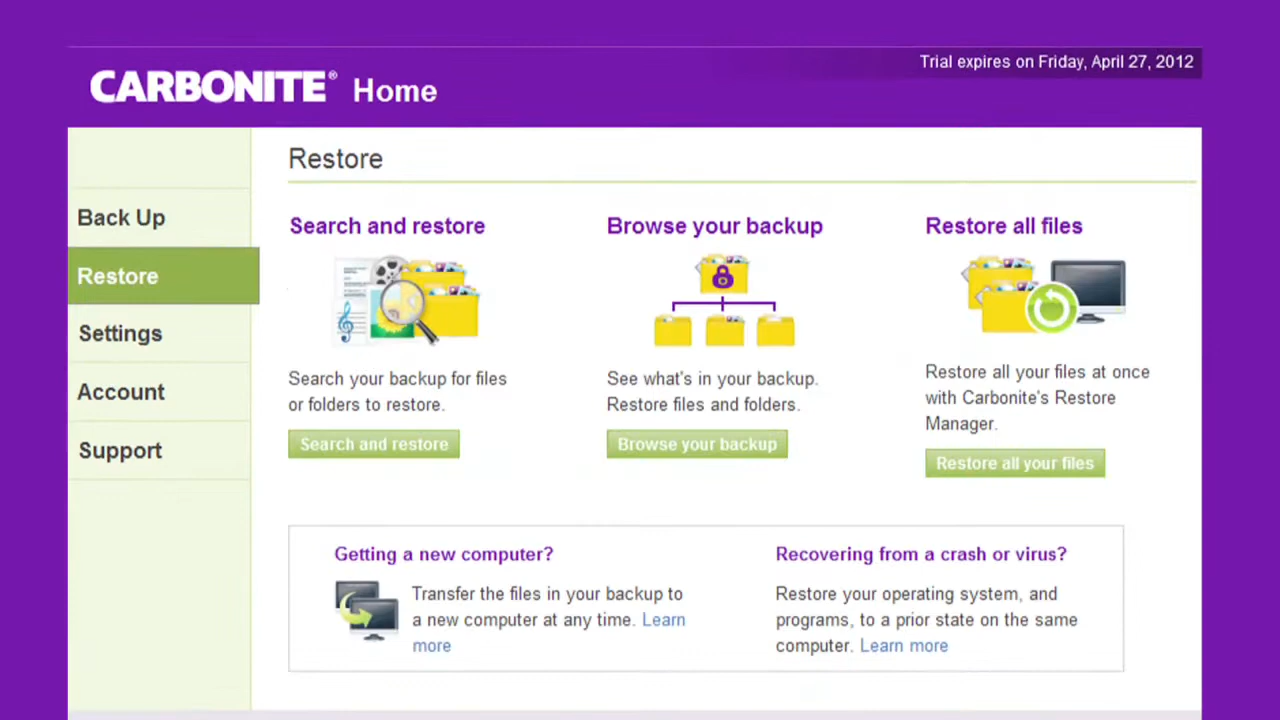 Trial expires on Friday, April 27, 2012
CARBONITE® Home
Back Up
Restore
Settings
Account
Support
Restore
Search and restore
Search your backup for files
or folders to restore.
Search and restore
Browse your backup
See what's in your backup.
Restore files and folders.
Browse your backup
Restore all files
Restore all your files at once
with Carbonite's Restore
Manager.
Restore all your files
Getting a new computer?
Transfer the files in your backup to
a new computer at any time. Learn
more
Recovering from a crash or virus?
Restore your operating system, and
programs, to a prior state on the same
computer. Learn more